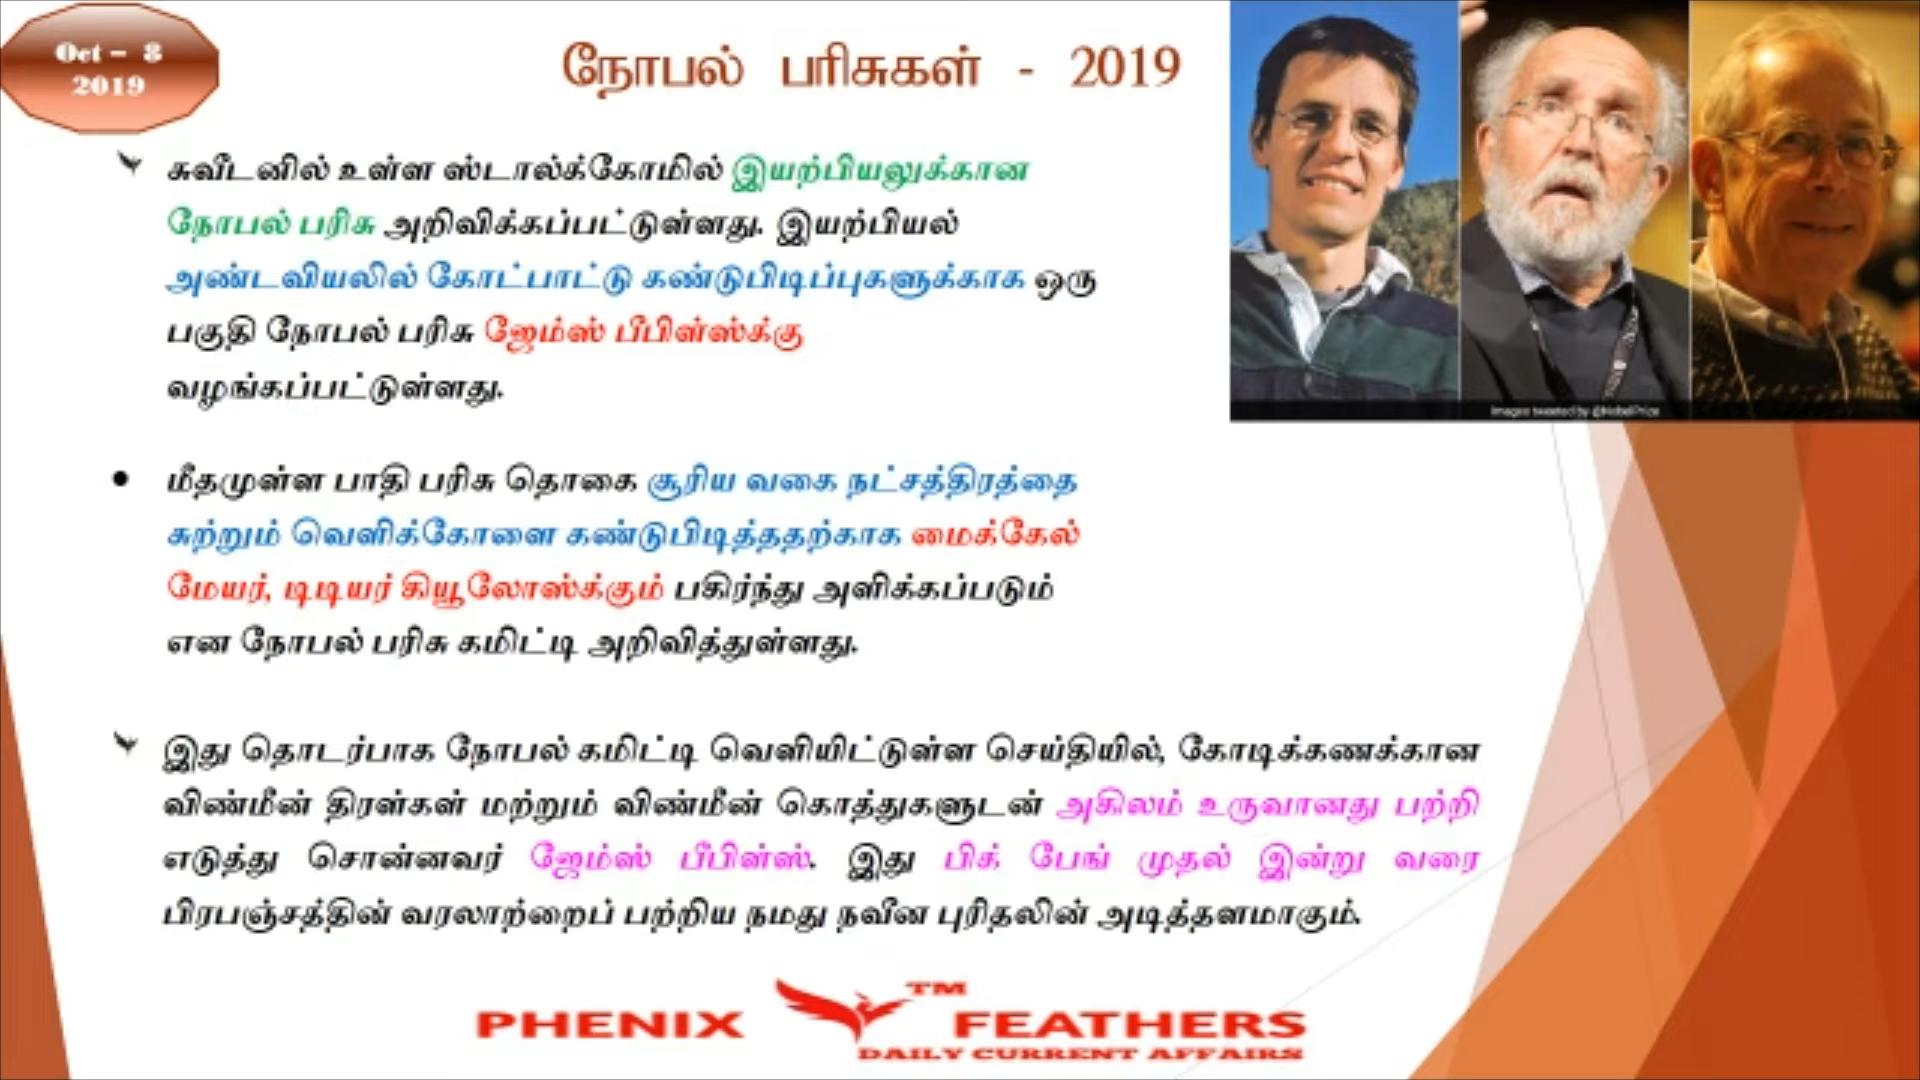 Oct – 8
2019
நோபல் பரிசுகள் - 2019
சுவீடனில் உள்ள ஸ்டால்க்கோமில் இயற்பியலுக்கான
நோபல் பரிசு அறிவிக்கப்பட்டுள்ளது. இயற்பியல்
அண்டவியலில் கோட்பாட்டு கண்டுபிடிப்புகளுக்காக ஒரு
பகுதி நோபல் பரிசு ஜேம்ஸ் பீபிள்ஸ்க்கு
வழங்கப்பட்டுள்ளது.
Images tweeted by @NobelPrize
மீதமுள்ள பாதி பரிசு தொகை சூரிய வகை நட்சத்திரத்தை
சுற்றும் வெளிக்கோளை கண்டுபிடித்ததற்காக மைக்கேல்
மேயர், டிடியர் கியூலோஸ்க்கும் பகிர்ந்து அளிக்கப்படும்
என நோபல் பரிசு கமிட்டி அறிவித்துள்ளது.
இது தொடர்பாக நோபல் கமிட்டி வெளியிட்டுள்ள செய்தியில், கோடிக்கணக்கான
விண்மீன் திரள்கள் மற்றும் விண்மீன் கொத்துகளுடன் அகிலம் உருவானது பற்றி
எடுத்து சொன்னவர் ஜேம்ஸ் பீபிள்ஸ். இது பிக் பேங் முதல் இன்று வரை
பிரபஞ்சத்தின் வரலாற்றைப் பற்றிய நமது நவீன புரிதலின் அடித்தளமாகும்.
PHENIX FEATHERS TM
DAILY CURRENT AFFAIRS